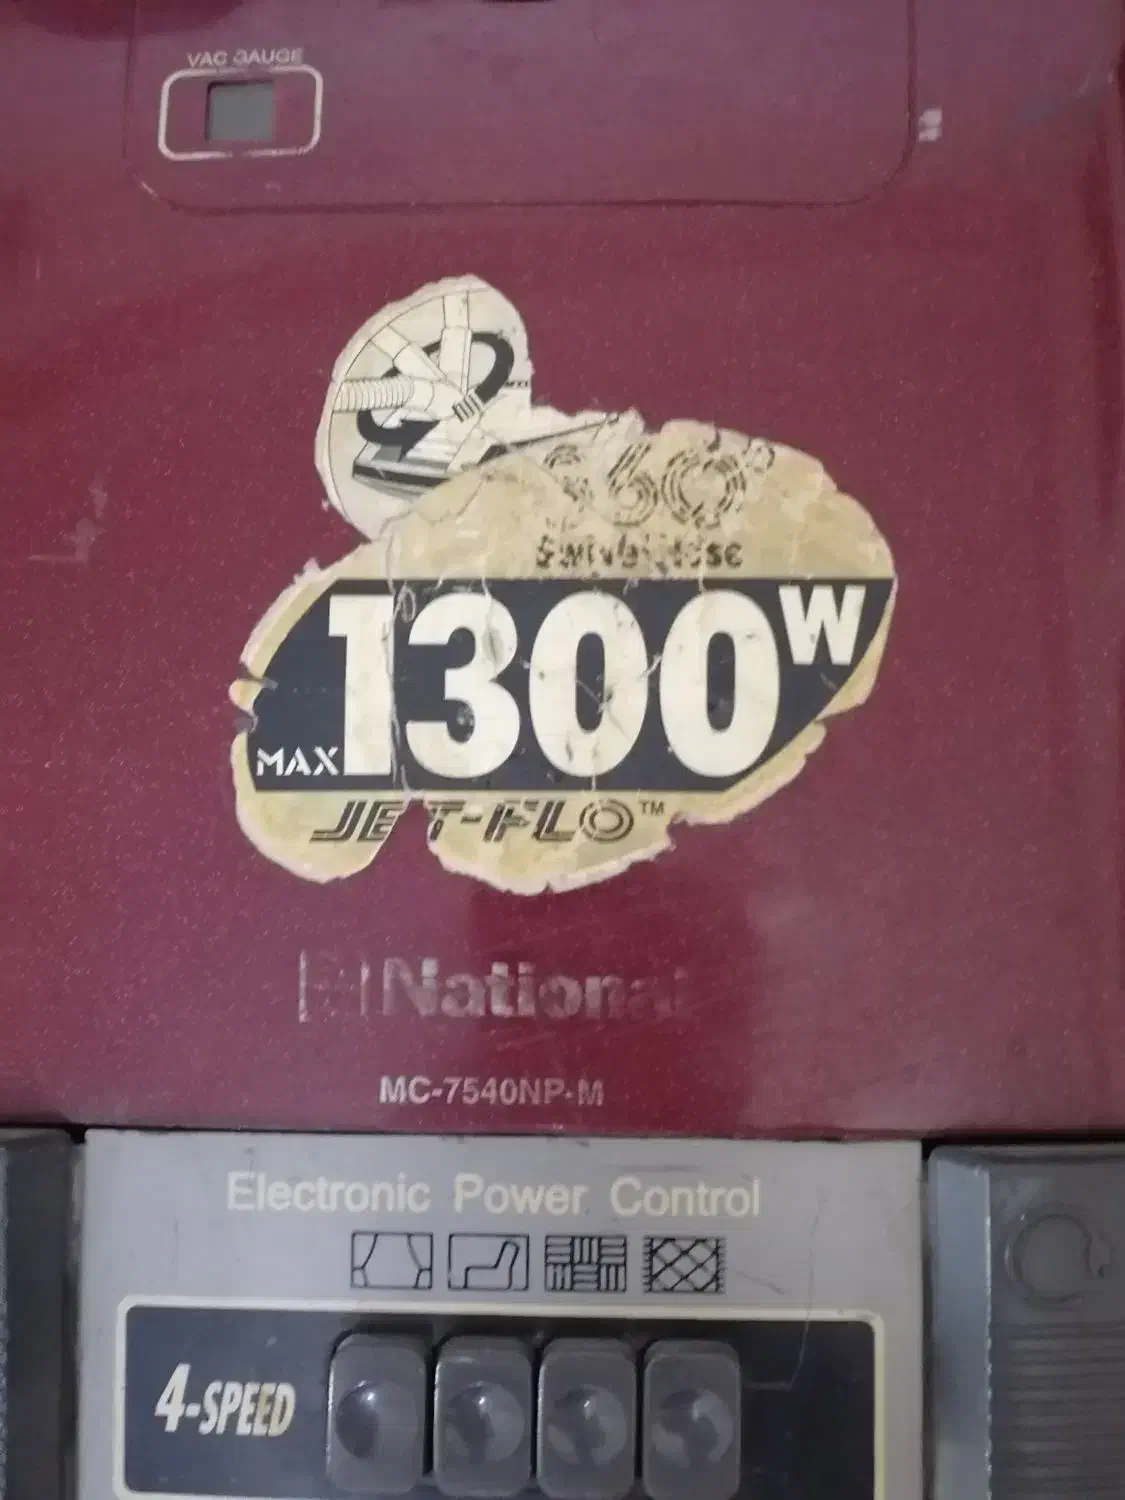 VAC GAUGE
360°
Swivel Hose
1300W
MAX
JET-FLO™
National
MC-7540NP-M
Electronic Power Control
4-SPEED